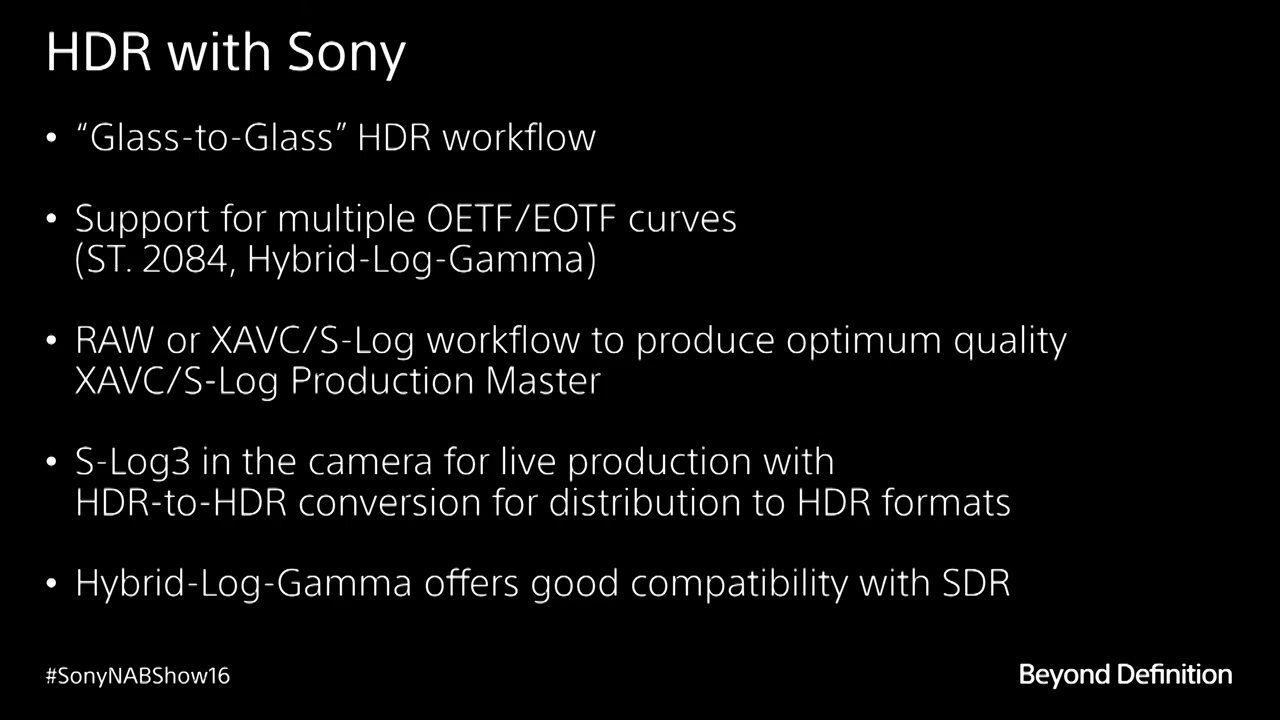 HDR with Sony
• “Glass-to-Glass” HDR workflow
• Support for multiple OETF/EOTF curves
(ST. 2084, Hybrid-Log-Gamma)
• RAW or XAVC/S-Log workflow to produce optimum quality
XAVC/S-Log Production Master
• S-Log3 in the camera for live production with
HDR-to-HDR conversion for distribution to HDR formats
• Hybrid-Log-Gamma offers good compatibility with SDR
#SonyNABShow16
Beyond Definition